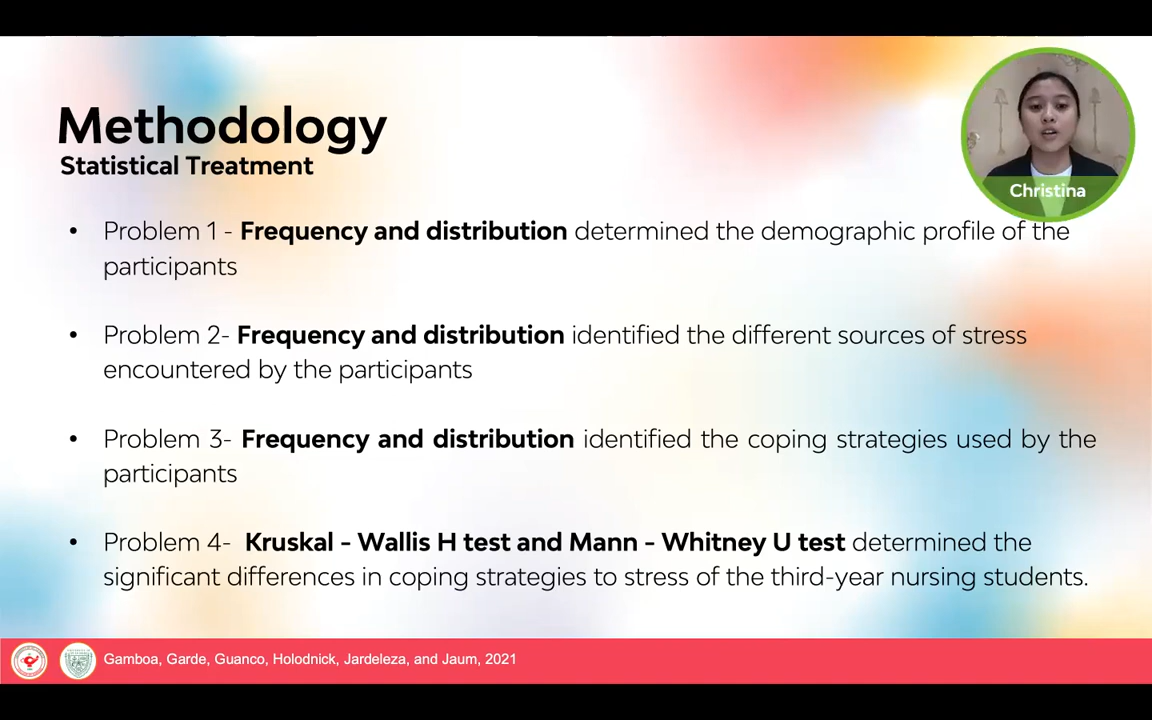 Methodology
Statistical Treatment
Christina
• Problem 1 - Frequency and distribution determined the demographic profile of the
participants
• Problem 2- Frequency and distribution identified the different sources of stress
encountered by the participants
• Problem 3- Frequency and distribution identified the coping strategies used by the
participants
• Problem 4- Kruskal - Wallis H test and Mann - Whitney U test determined the
significant differences in coping strategies to stress of the third-year nursing students.
Gamboa, Garde, Guanco, Holodnick, Jardeleza, and Jaum, 2021